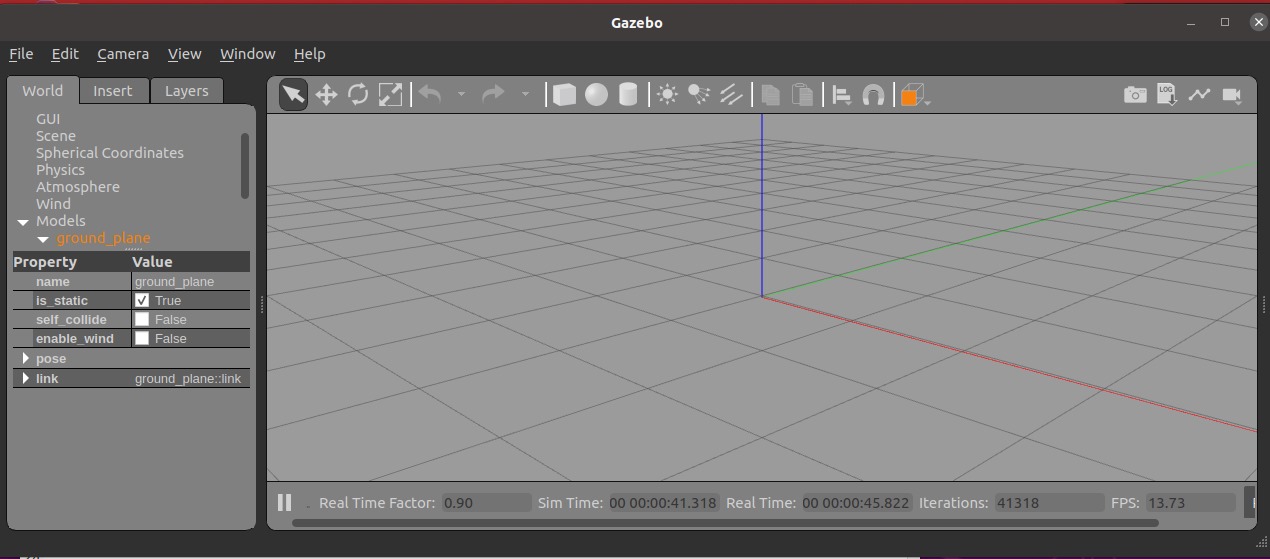 Gazebo
File Edit Camera View Window Help
World Insert Layers
LOG
GUI
Scene
Spherical Coordinates
Physics
Atmosphere
Wind
Models
ground_plane
Property Value
name ground_plane
is_static True
self_collide False
enable_wind False
pose
link ground_plane::link
Real Time Factor: 0.90 Sim Time: 00 00:00:41.318 Real Time: 00 00:00:45.822 Iterations: 41318 FPS: 13.73